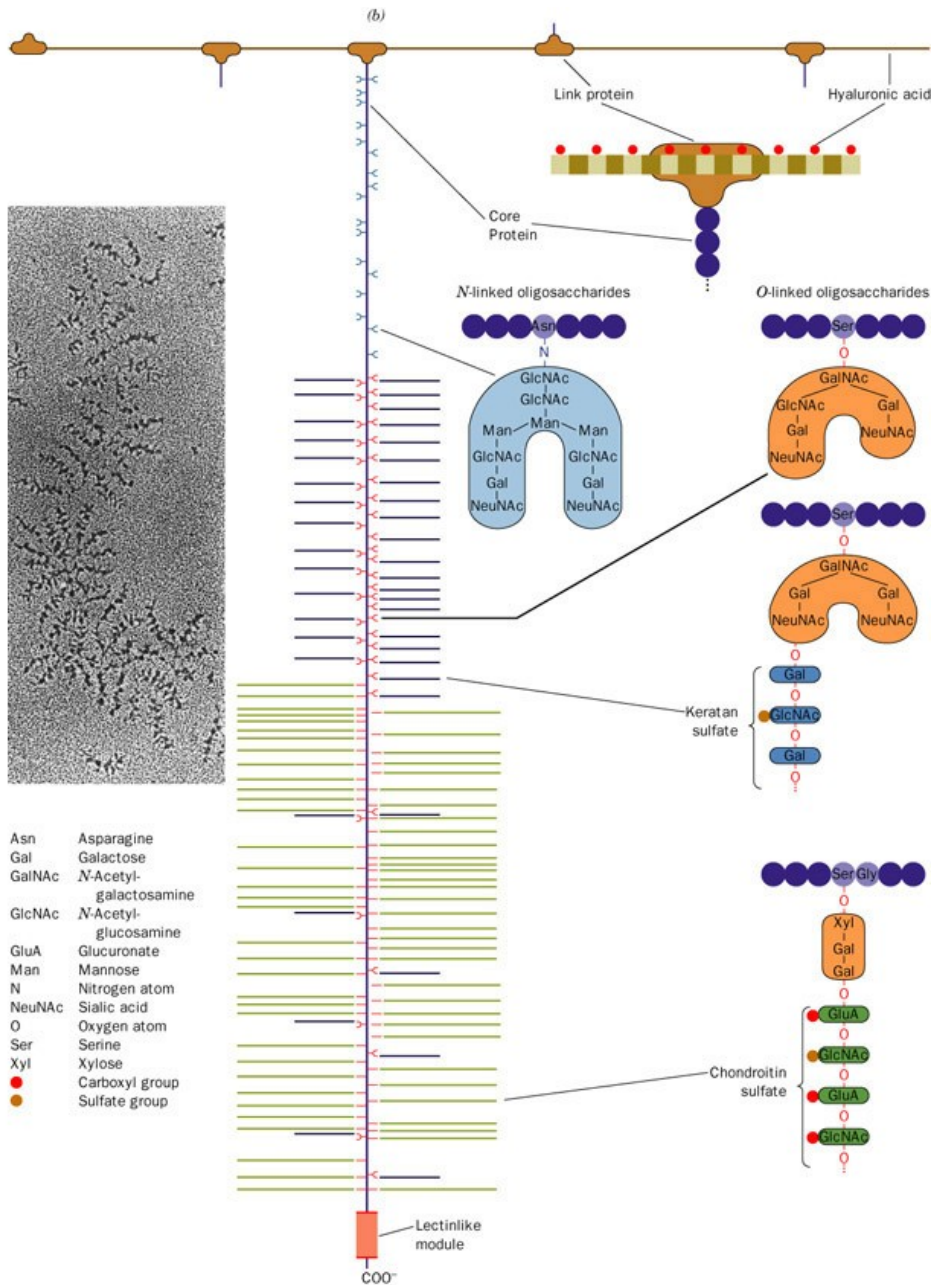 (b)
Link protein
Hyaluronic acid
Core
Protein
N-linked oligosaccharides
Asn
N
GlcNAc
GlcNAc
Man Man Man
GlcNAc GlcNAc
Gal Gal
NeuNAc NeuNAc
O-linked oligosaccharides
Ser
O
GalNAc
GlcNAc Gal
Gal NeuNAc
NeuNAc
Ser
O
GalNAc
Gal Gal
NeuNAc NeuNAc
O
Gal
O
GlcNAc
O
Gal
O
Keratan
sulfate
Ser Gly
O
Xyl
Gal
Gal
O
GluA
O
GlcNAc
O
GluA
O
GlcNAc
O
Chondroitin
sulfate
Asn Asparagine
Gal Galactose
GalNAc N-Acetyl-
galactosamine
GlcNAc N-Acetyl-
glucosamine
GluA Glucuronate
Man Mannose
N Nitrogen atom
NeuNAc Sialic acid
O Oxygen atom
Ser Serine
Xyl Xylose
Carboxyl group
Sulfate group
Lectinlike
module
COO⁻